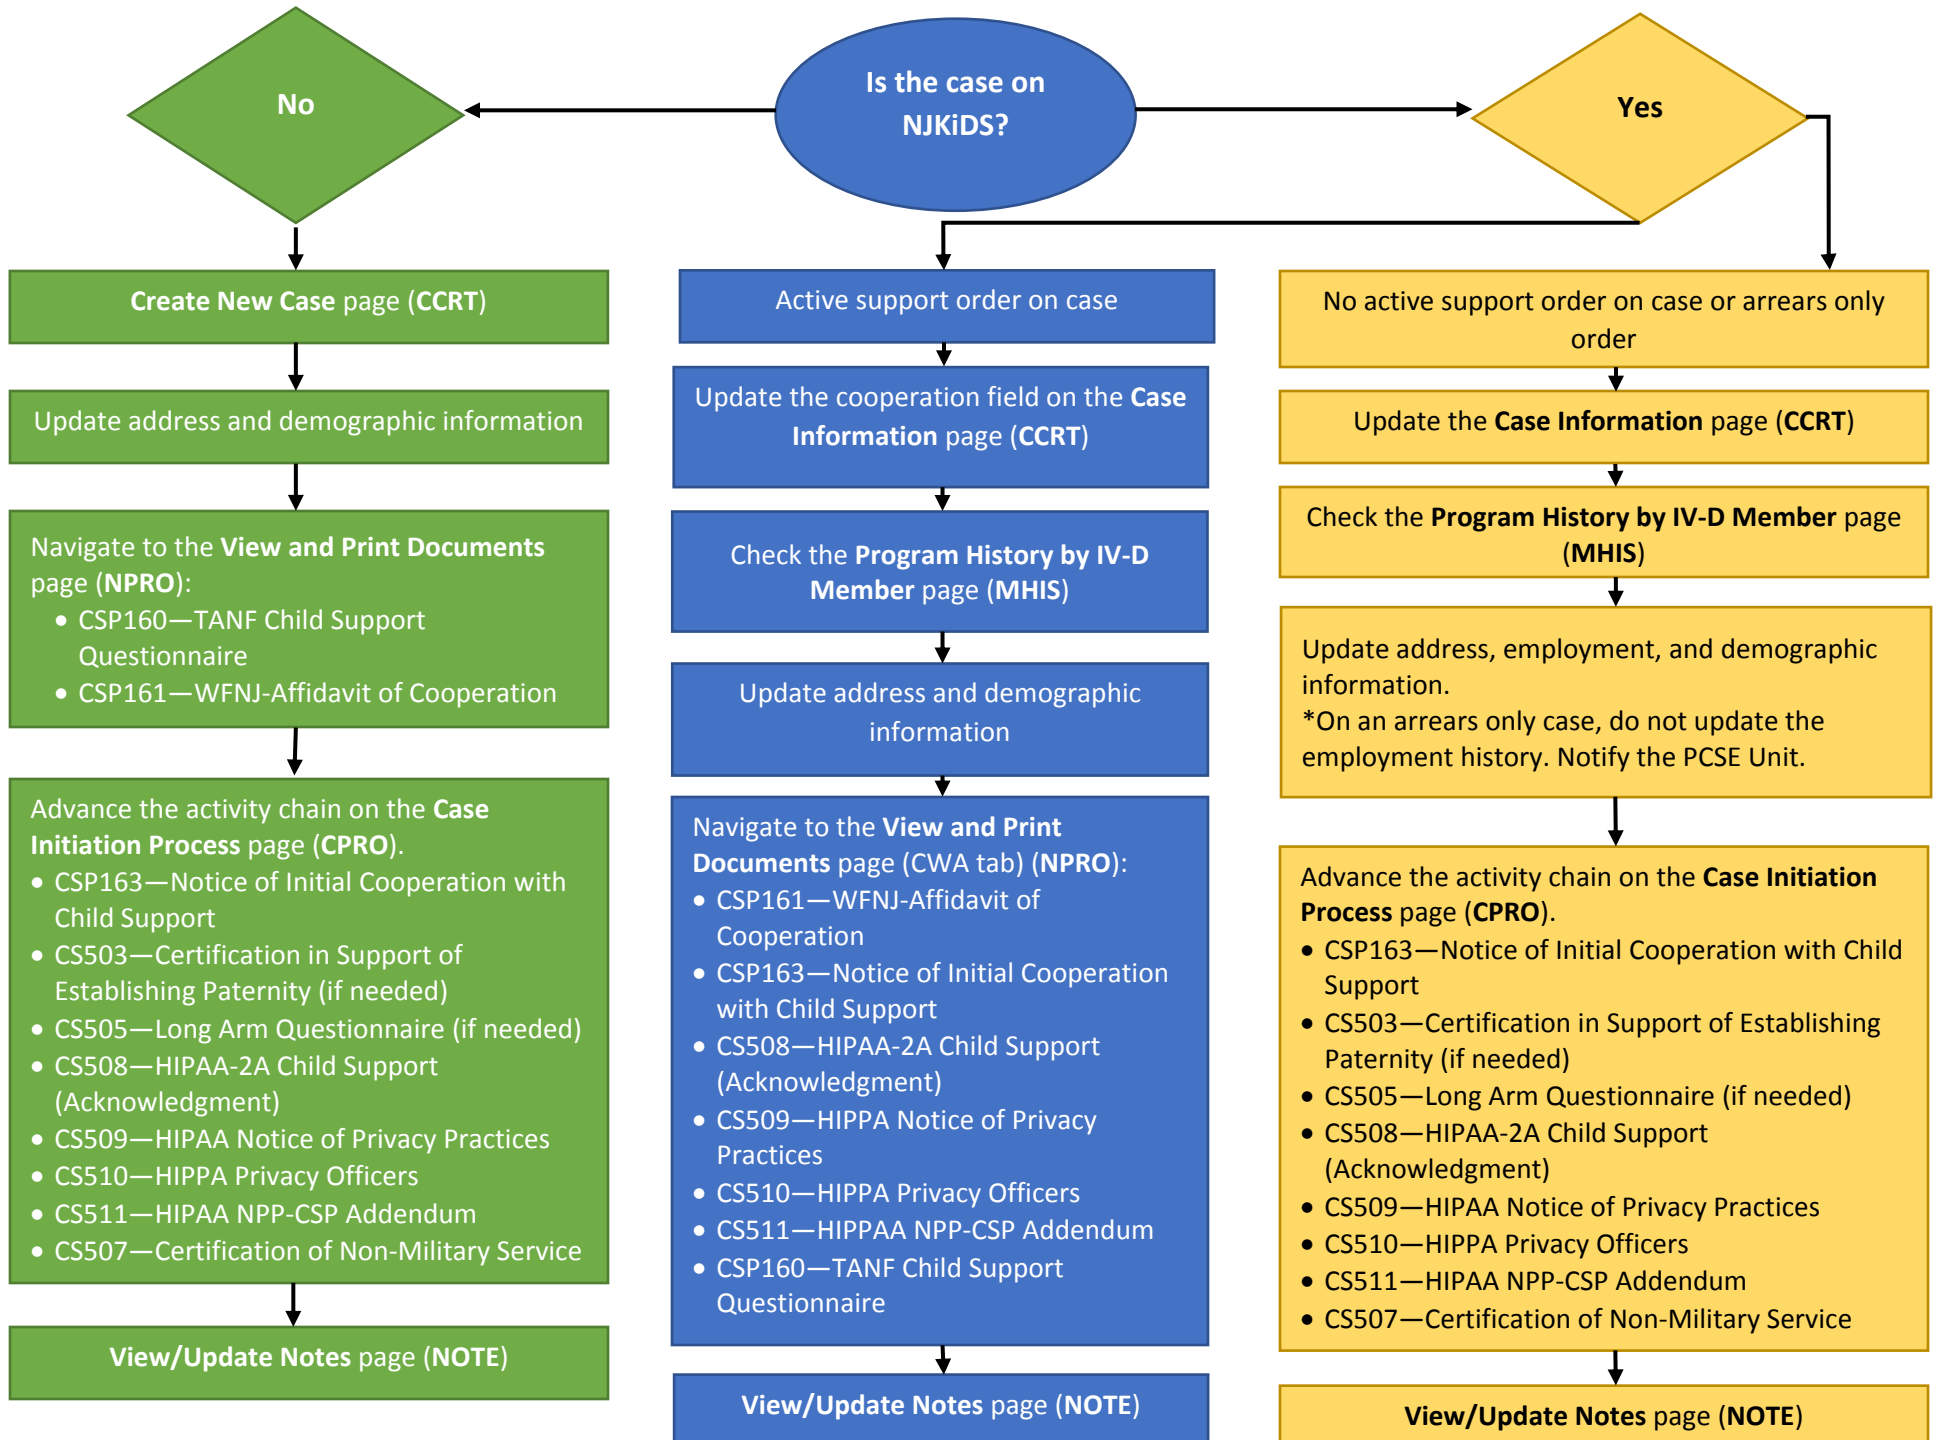 No
Is the case on
NJKiDS?
Yes
Create New Case page (CCRT)
Update address and demographic information
Navigate to the View and Print Documents
page (NPRO):
• CSP160—TANF Child Support
Questionnaire
• CSP161—WFNJ-Affidavit of Cooperation
Advance the activity chain on the Case
Initiation Process page (CPRO).
• CSP163—Notice of Initial Cooperation with
Child Support
• CS503—Certification in Support of
Establishing Paternity (if needed)
• CS505—Long Arm Questionnaire (if needed)
• CS508—HIPAA-2A Child Support
(Acknowledgment)
• CS509—HIPAA Notice of Privacy Practices
• CS510—HIPPA Privacy Officers
• CS511—HIPAA NPP-CSP Addendum
• CS507—Certification of Non-Military Service
View/Update Notes page (NOTE)
Active support order on case
Update the cooperation field on the Case
Information page (CCRT)
Check the Program History by IV-D
Member page (MHIS)
Update address and demographic
information
Navigate to the View and Print
Documents page (CWA tab) (NPRO):
• CSP161—WFNJ-Affidavit of
Cooperation
• CSP163—Notice of Initial Cooperation
with Child Support
• CS508—HIPAA-2A Child Support
(Acknowledgment)
• CS509—HIPPA Notice of Privacy
Practices
• CS510—HIPPA Privacy Officers
• CS511—HIPPAA NPP-CSP Addendum
• CSP160—TANF Child Support
Questionnaire
View/Update Notes page (NOTE)
No active support order on case or arrears only
order
Update the Case Information page (CCRT)
Check the Program History by IV-D Member page
(MHIS)
Update address, employment, and demographic
information.
*On an arrears only case, do not update the
employment history. Notify the PCSE Unit.
Advance the activity chain on the Case Initiation
Process page (CPRO).
• CSP163—Notice of Initial Cooperation with Child
Support
• CS503—Certification in Support of Establishing
Paternity (if needed)
• CS505—Long Arm Questionnaire (if needed)
• CS508—HIPAA-2A Child Support
(Acknowledgment)
• CS509—HIPAA Notice of Privacy Practices
• CS510—HIPPA Privacy Officers
• CS511—HIPAA NPP-CSP Addendum
• CS507—Certification of Non-Military Service
View/Update Notes page (NOTE)